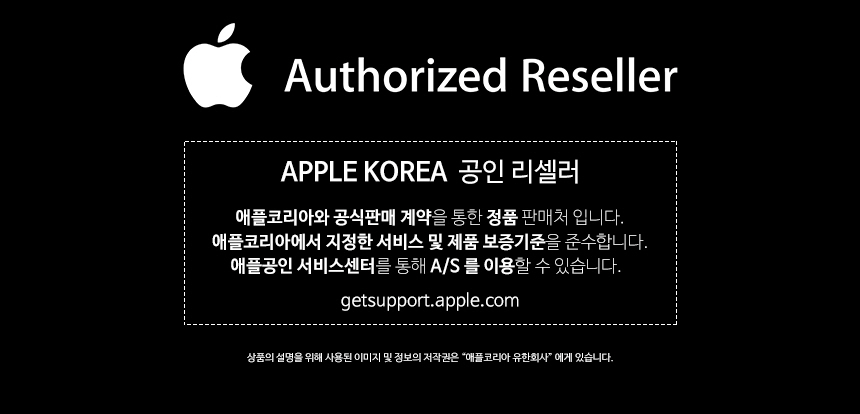 Authorized Reseller
APPLE KOREA 공인 리셀러
애플코리아와 공식판매 계약을 통한 정품 판매처 입니다.
애플코리아에서 지정한 서비스 및 제품 보증기준을 준수합니다.
애플공인 서비스센터를 통해 A/S 를 이용할 수 있습니다.
getsupport.apple.com
상품의 설명을 위해 사용된 이미지 및 정보의 저작권은 “애플코리아 유한회사” 에게 있습니다.